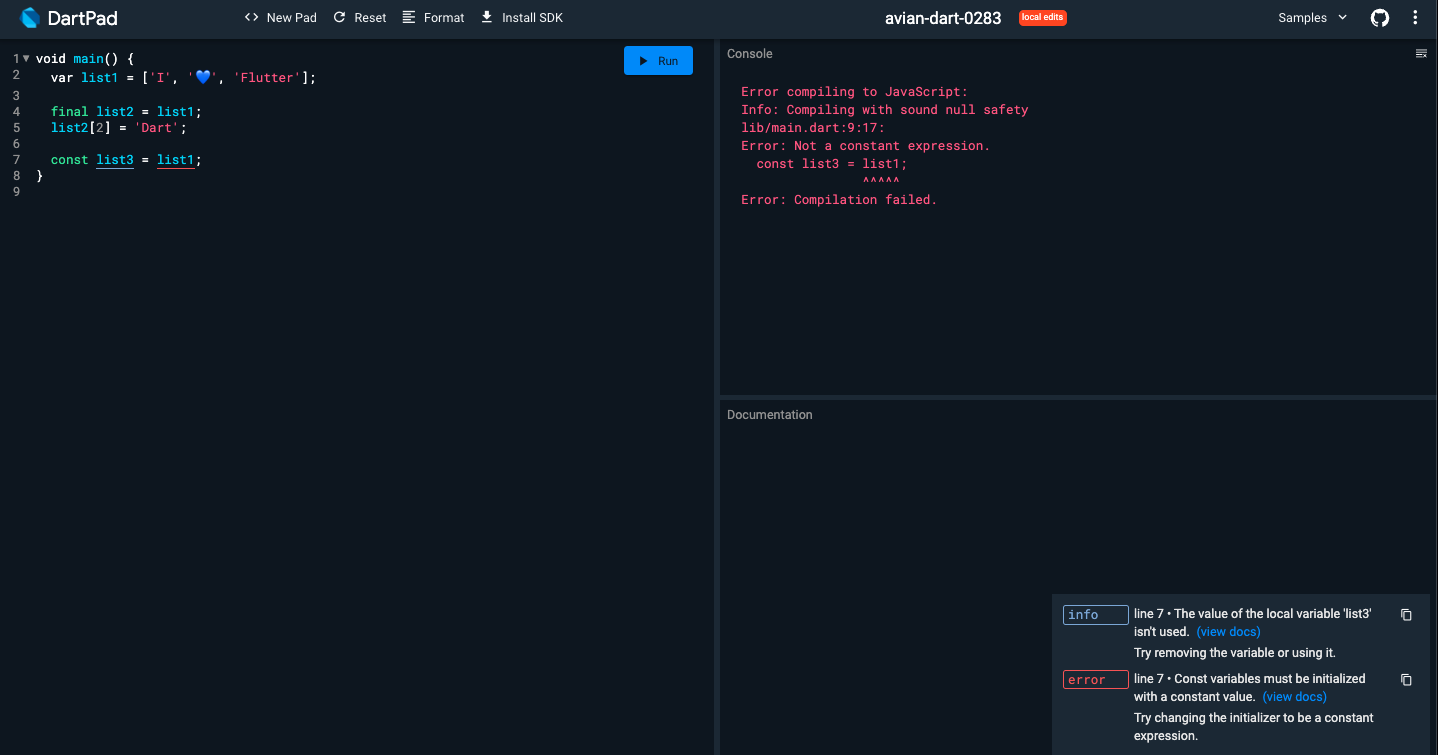 DartPad
New Pad
Reset
Format
Install SDK
avian-dart-0283
local edits
Samples
1 void main() {
2   var list1 = ['I', '💙', 'Flutter'];
3
4   final list2 = list1;
5   list2[2] = 'Dart';
6
7   const list3 = list1;
8 }
9
Run
Console
Error compiling to JavaScript:
Info: Compiling with sound null safety
lib/main.dart:9:17:
Error: Not a constant expression.
  const list3 = list1;
                ^^^^^
Error: Compilation failed.
Documentation
info line 7 • The value of the local variable 'list3'
isn't used. (view docs)
Try removing the variable or using it.
error line 7 • Const variables must be initialized
with a constant value. (view docs)
Try changing the initializer to be a constant
expression.